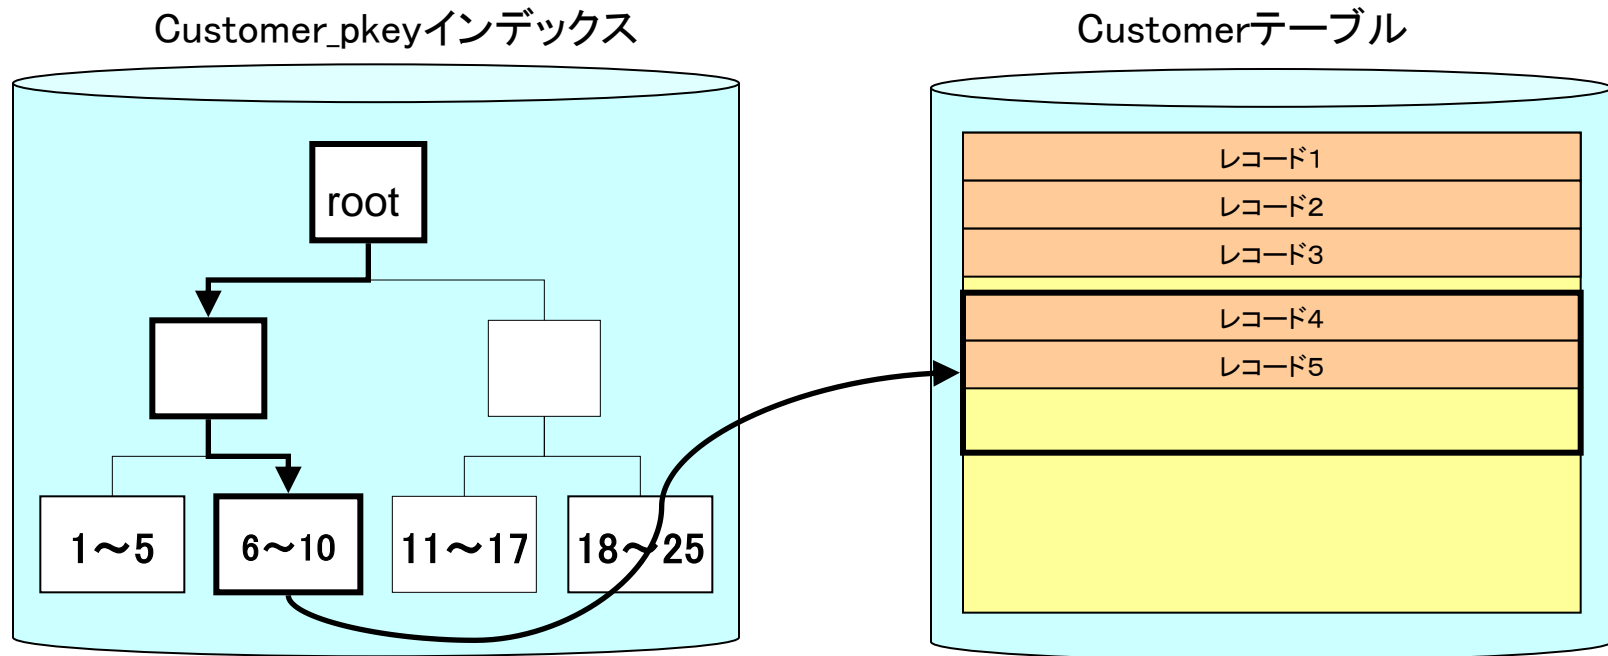 Customer_pkeyインデックス
Customerテーブル
root
1～5
6～10
11～17
18～25
レコード1
レコード2
レコード3
レコード4
レコード5